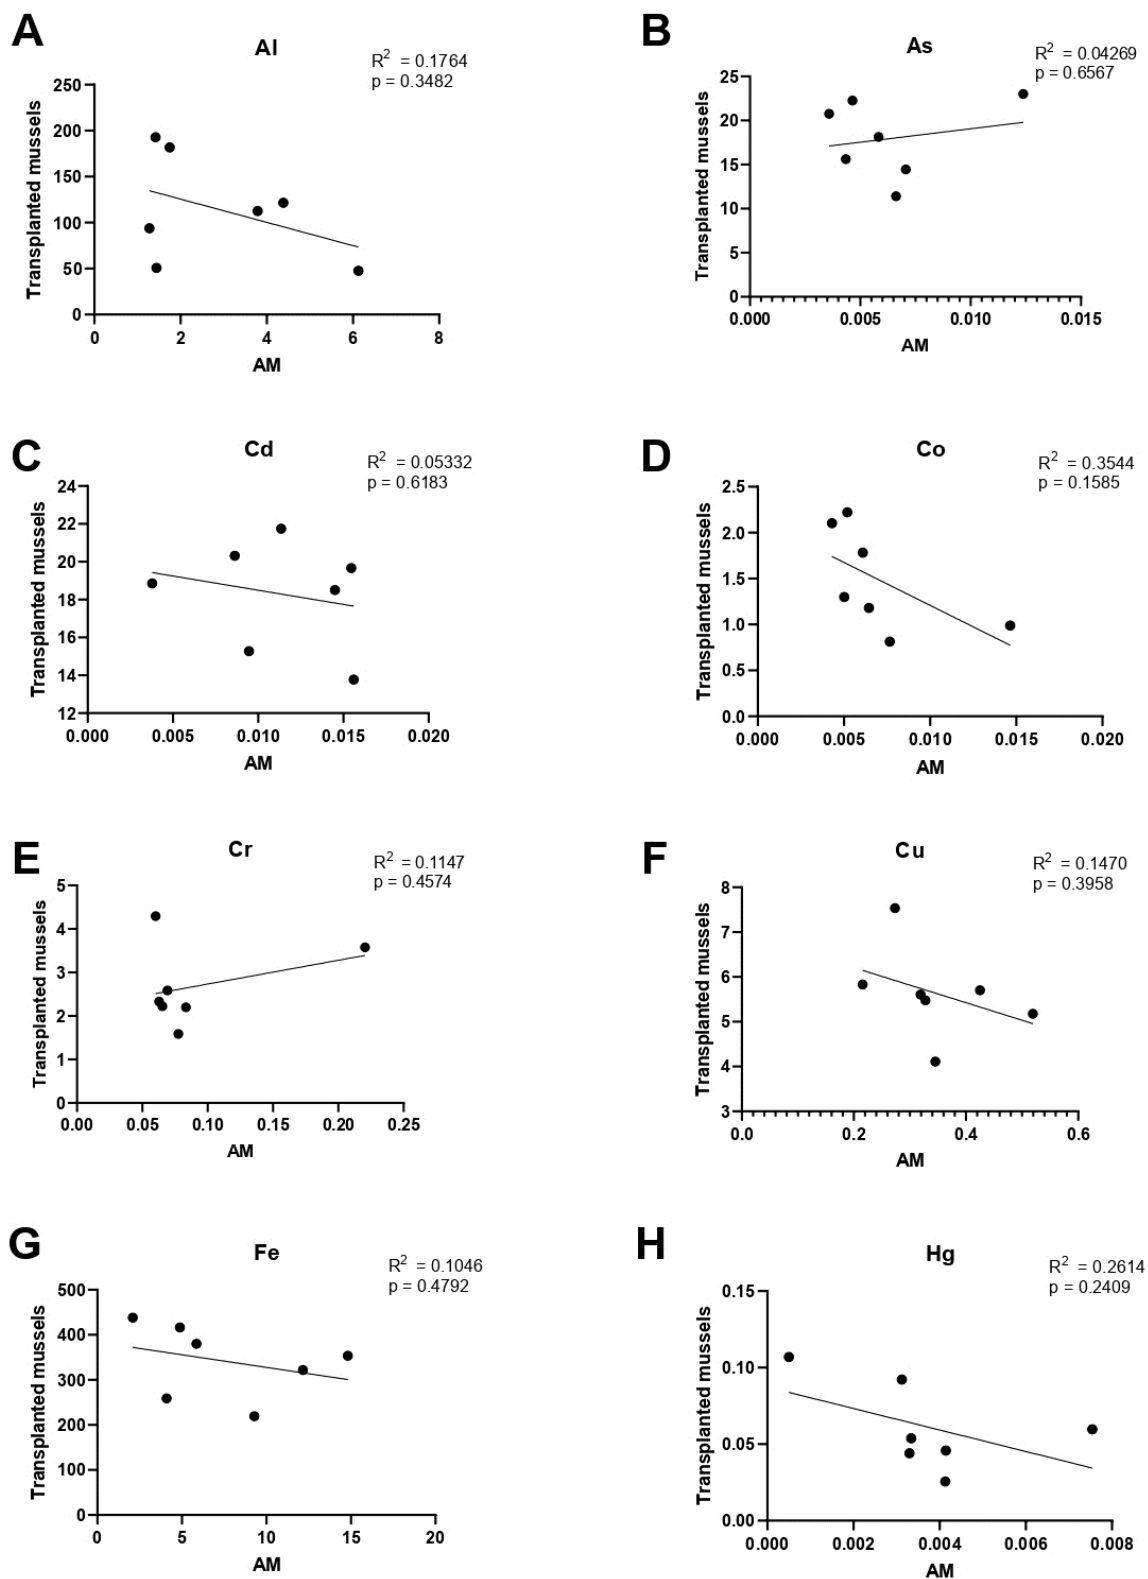 A
Al
R2 = 0.1764
p = 0.3482
Transplanted mussels
250
200
150
100
50
0
0 2 4 6 8
AM
B
As
R2 = 0.04269
p = 0.6567
Transplanted mussels
25
20
15
10
5
0
0.000 0.005 0.010 0.015
AM
C
Cd
R2 = 0.05332
p = 0.6183
Transplanted mussels
24
22
20
18
16
14
12
0.000 0.005 0.010 0.015 0.020
AM
D
Co
R2 = 0.3544
p = 0.1585
Transplanted mussels
2.5
2.0
1.5
1.0
0.5
0.0
0.000 0.005 0.010 0.015 0.020
AM
E
Cr
R2 = 0.1147
p = 0.4574
Transplanted mussels
5
4
3
2
1
0
0.00 0.05 0.10 0.15 0.20 0.25
AM
F
Cu
R2 = 0.1470
p = 0.3958
Transplanted mussels
8
7
6
5
4
3
0.0 0.2 0.4 0.6
AM
G
Fe
R2 = 0.1046
p = 0.4792
Transplanted mussels
500
400
300
200
100
0
0 5 10 15 20
AM
H
Hg
R2 = 0.2614
p = 0.2409
Transplanted mussels
0.15
0.10
0.05
0.00
0.000 0.002 0.004 0.006 0.008
AM